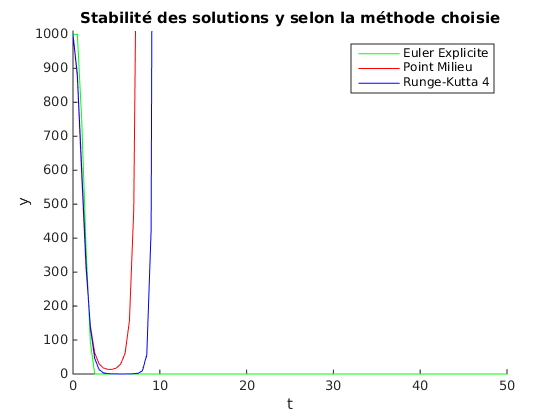 Stabilité des solutions y selon la méthode choisie
1000
900
800
700
600
500
400
300
200
100
0
y
Euler Explicite
Point Milieu
Runge-Kutta 4
0 10 20 30 40 50
t